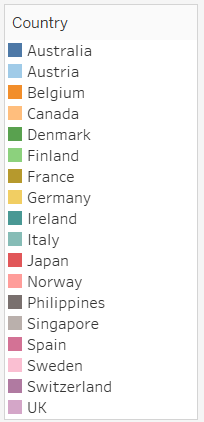 Country
Australia
Austria
Belgium
Canada
Denmark
Finland
France
Germany
Ireland
Italy
Japan
Norway
Philippines
Singapore
Spain
Sweden
Switzerland
UK